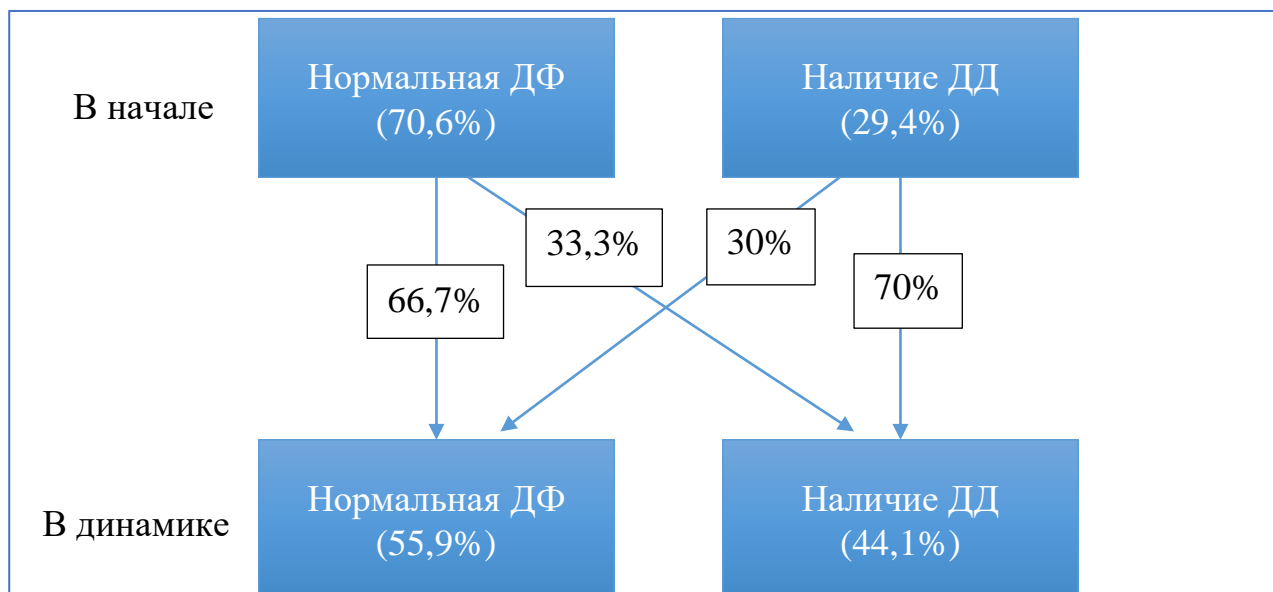 В начале
Нормальная ДФ
(70,6%)
Наличие ДД
(29,4%)
33,3%
30%
66,7%
70%
В динамике
Нормальная ДФ
(55,9%)
Наличие ДД
(44,1%)